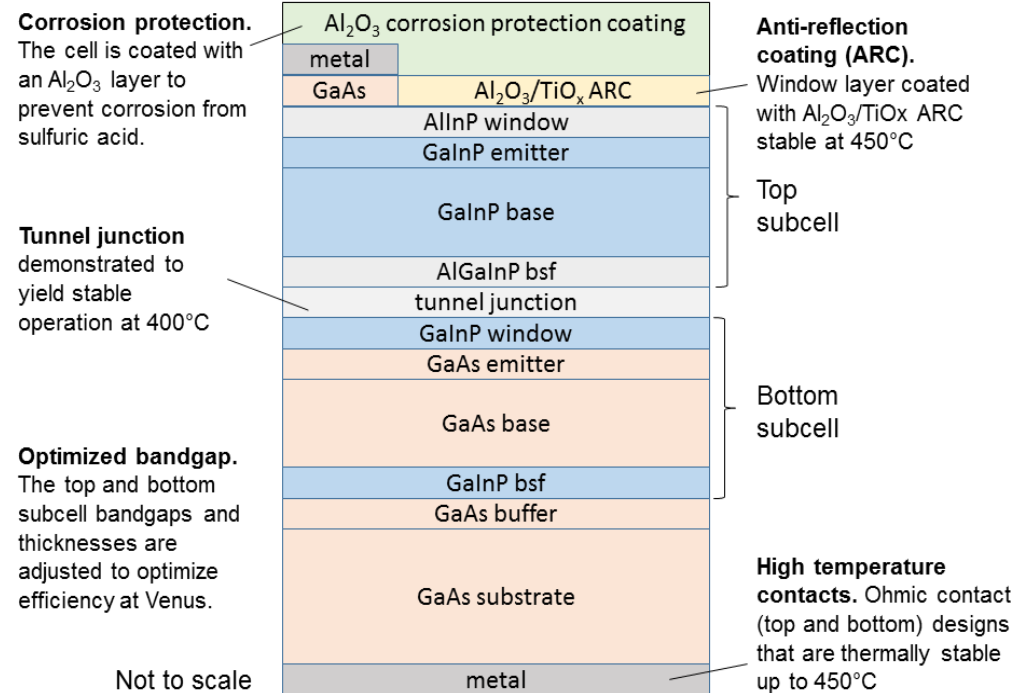 Corrosion protection.
The cell is coated with
an Al₂O₃ layer to
prevent corrosion from
sulfuric acid.
Tunnel junction
demonstrated to
yield stable
operation at 400°C
Optimized bandgap.
The top and bottom
subcell bandgaps and
thicknesses are
adjusted to optimize
efficiency at Venus.
Not to scale
Al₂O₃ corrosion protection coating
metal
GaAs
Al₂O₃/TiOₓ ARC
AlInP window
GaInP emitter
GaInP base
AlGaInP bsf
tunnel junction
GaInP window
GaAs emitter
GaAs base
GaInP bsf
GaAs buffer
GaAs substrate
metal
Anti-reflection
coating (ARC).
Window layer coated
with Al₂O₃/TiOx ARC
stable at 450°C
Top
subcell
Bottom
subcell
High temperature
contacts. Ohmic contact
(top and bottom) designs
that are thermally stable
up to 450°C